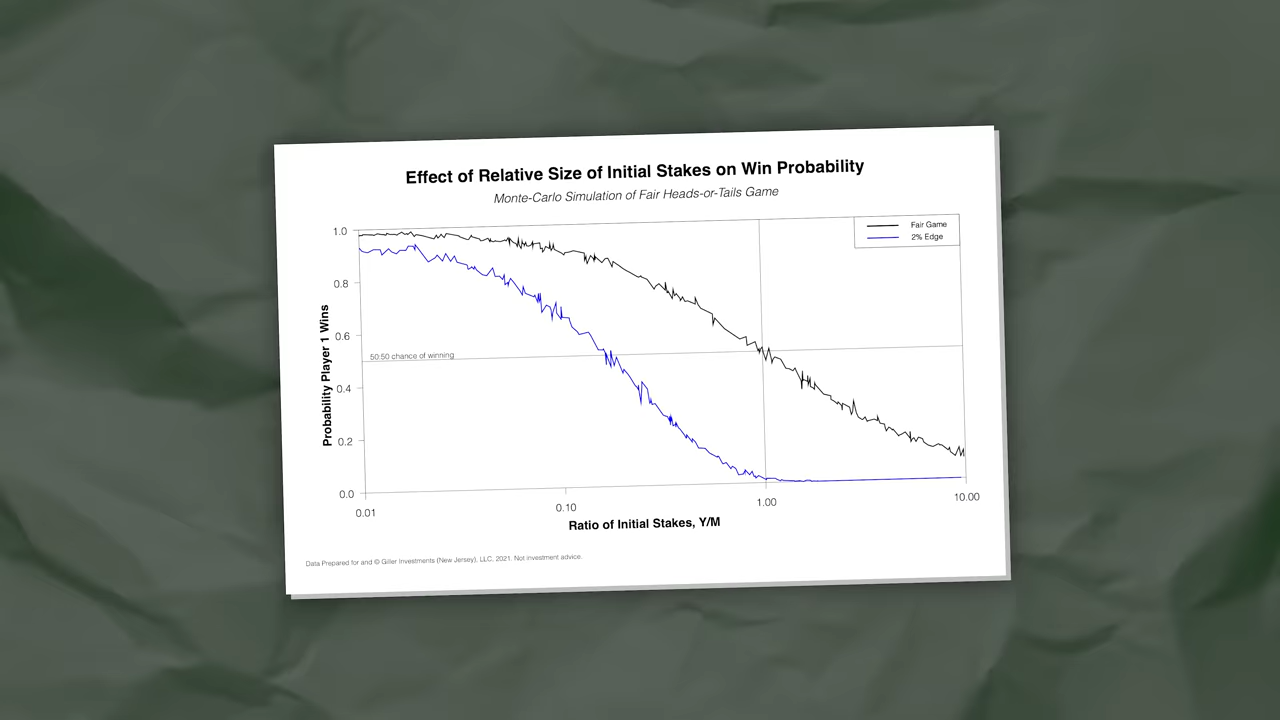 Effect of Relative Size of Initial Stakes on Win Probability
Monte-Carlo Simulation of Fair Heads-or-Tails Game
Fair Game
2% Edge
Probability Player 1 Wins
1.0
0.8
0.6
0.4
0.2
0.0
50:50 chance of winning
0.01
0.10
1.00
10.00
Ratio of Initial Stakes, Y/M
Data Prepared for and © Giller Investments (New Jersey), LLC, 2021. Not investment advice.